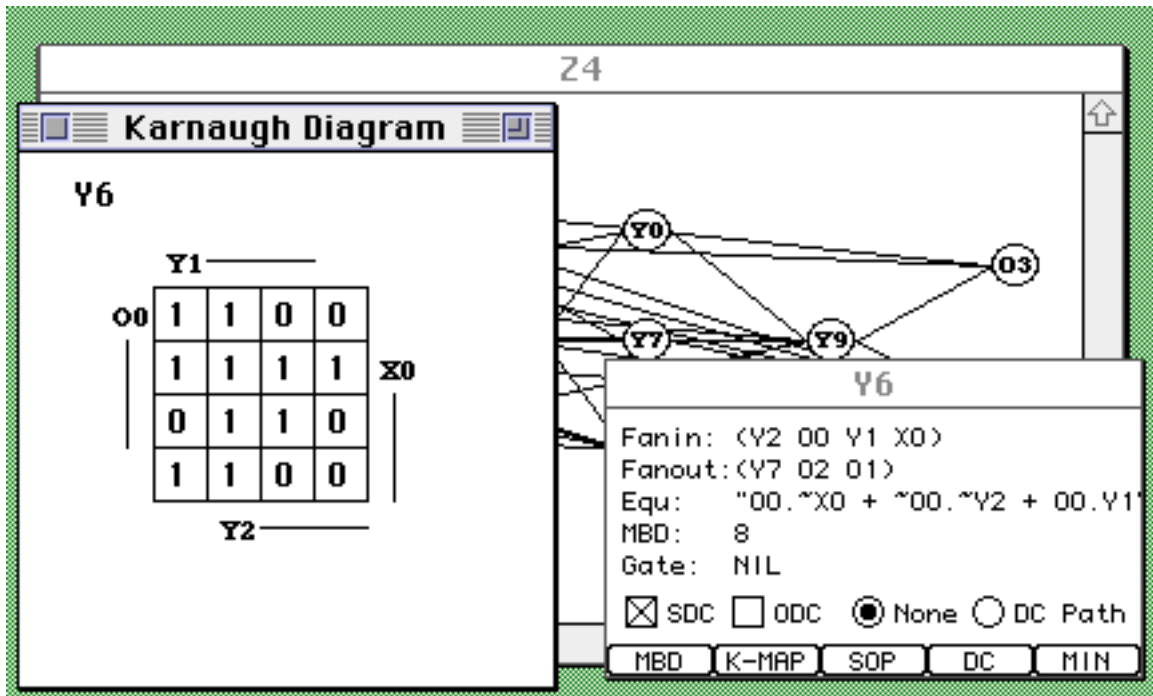 Z4
Karnaugh Diagram
Y6
Y1
O0 1 1 0 0
1 1 1 1 X0
0 1 1 0
1 1 0 0
Y2
Y0
O3
Y7
Y9
Y6
Fanin: (Y2 O0 Y1 X0)
Fanout:(Y7 O2 O1)
Equ: "O0.~X0 + ~O0.~Y2 + O0.Y1"
MBD: 8
Gate: NIL
SDC ODC None DC Path
MBD K-MAP SOP DC MIN